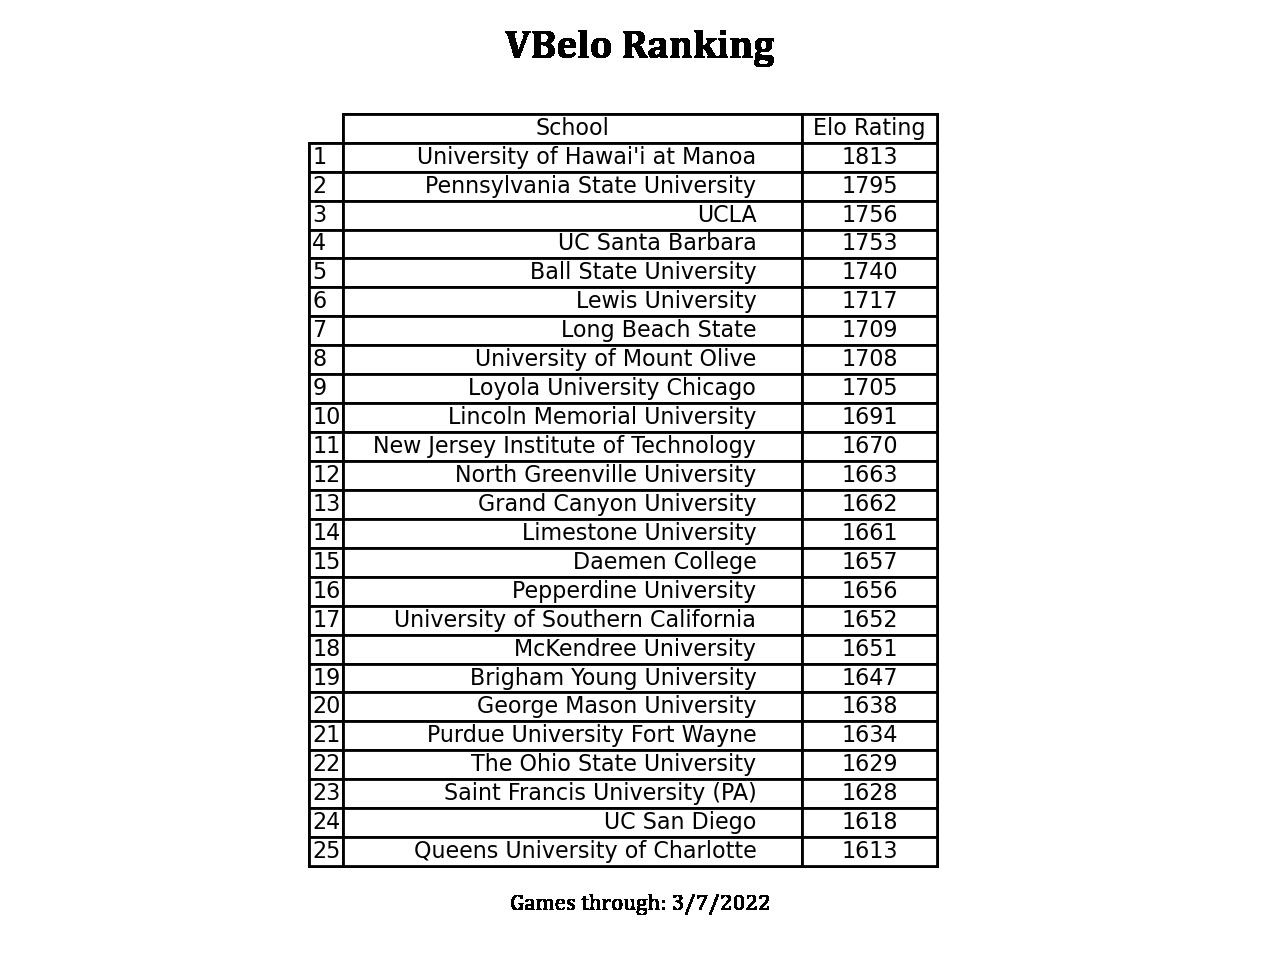 VBelo Ranking
School Elo Rating
1 University of Hawai'i at Manoa 1813
2 Pennsylvania State University 1795
3 UCLA 1756
4 UC Santa Barbara 1753
5 Ball State University 1740
6 Lewis University 1717
7 Long Beach State 1709
8 University of Mount Olive 1708
9 Loyola University Chicago 1705
10 Lincoln Memorial University 1691
11 New Jersey Institute of Technology 1670
12 North Greenville University 1663
13 Grand Canyon University 1662
14 Limestone University 1661
15 Daemen College 1657
16 Pepperdine University 1656
17 University of Southern California 1652
18 McKendree University 1651
19 Brigham Young University 1647
20 George Mason University 1638
21 Purdue University Fort Wayne 1634
22 The Ohio State University 1629
23 Saint Francis University (PA) 1628
24 UC San Diego 1618
25 Queens University of Charlotte 1613
Games through: 3/7/2022